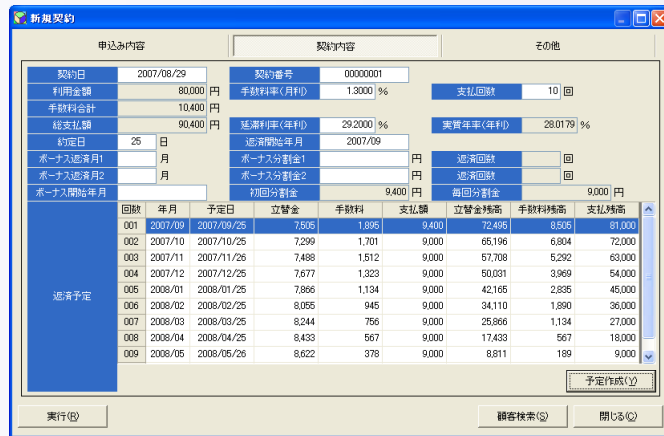 新規契約
申込み内容 契約内容 その他
契約日 2007/08/29 契約番号 00000001
利用金額 80,000 円 手数料率(月利) 1.3000 % 支払回数 10 回
手数料合計 10,400 円
総支払額 90,400 円 延滞利率(年利) 29.2000 % 実質年率(年利) 28.0179 %
約定日 25 日 返済開始年月 2007/09
ボーナス返済月1 月 ボーナス分割金1 円 返済回数 回
ボーナス返済月2 月 ボーナス分割金2 円 返済回数 回
ボーナス開始年月 初回分割金 9,400 円 毎回分割金 9,000 円
回数 年月 予定日 立替金 手数料 支払額 立替金残高 手数料残高 支払残高
001 2007/09 2007/09/25 7,505 1,895 9,400 72,495 8,505 81,000
002 2007/10 2007/10/25 7,299 1,701 9,000 65,196 6,804 72,000
003 2007/11 2007/11/26 7,488 1,512 9,000 57,708 5,292 63,000
004 2007/12 2007/12/25 7,677 1,323 9,000 50,031 3,969 54,000
返済予定 005 2008/01 2008/01/25 7,866 1,134 9,000 42,165 2,835 45,000
006 2008/02 2008/02/25 8,055 945 9,000 34,110 1,890 36,000
007 2008/03 2008/03/25 8,244 756 9,000 25,866 1,134 27,000
008 2008/04 2008/04/25 8,433 567 9,000 17,433 567 18,000
009 2008/05 2008/05/26 8,622 378 9,000 8,811 189 9,000
予定作成(Y)
実行(R) 顧客検索(S) 閉じる(C)